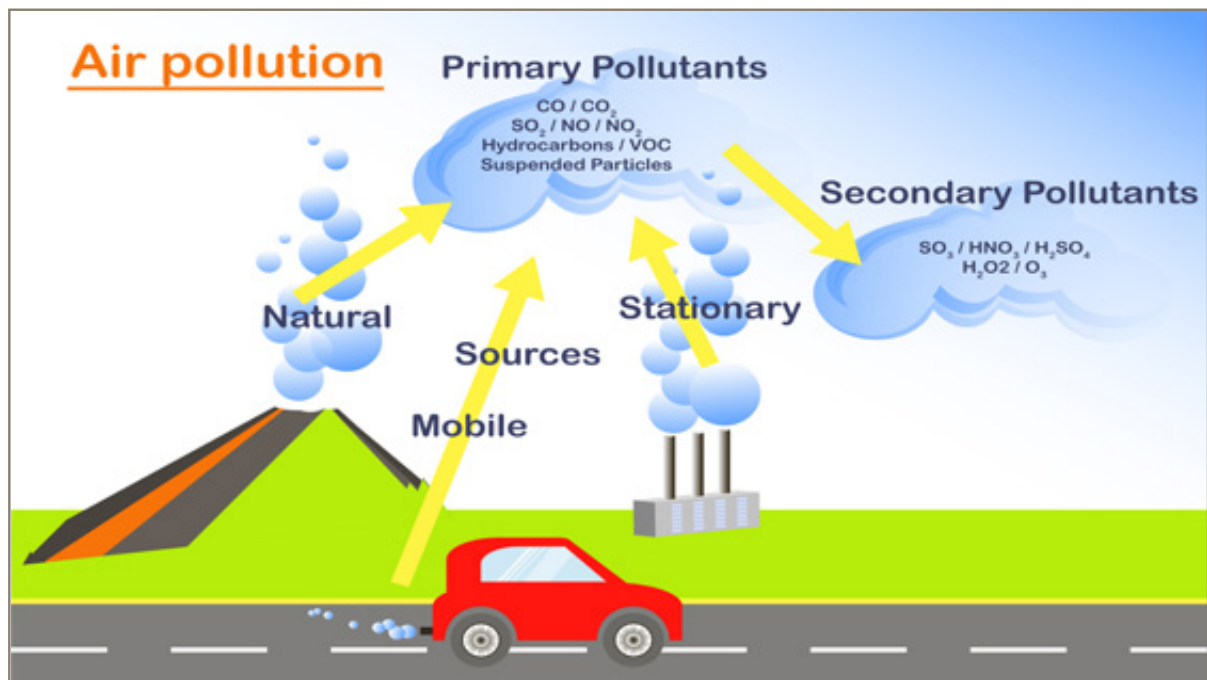 Air pollution
Primary Pollutants
CO / CO₂
SO₂ / NO / NO₂
Hydrocarbons / VOC
Suspended Particles
Secondary Pollutants
SO₃ / HNO₃ / H₂SO₄
H₂O2 / O₃
Natural
Stationary
Sources
Mobile